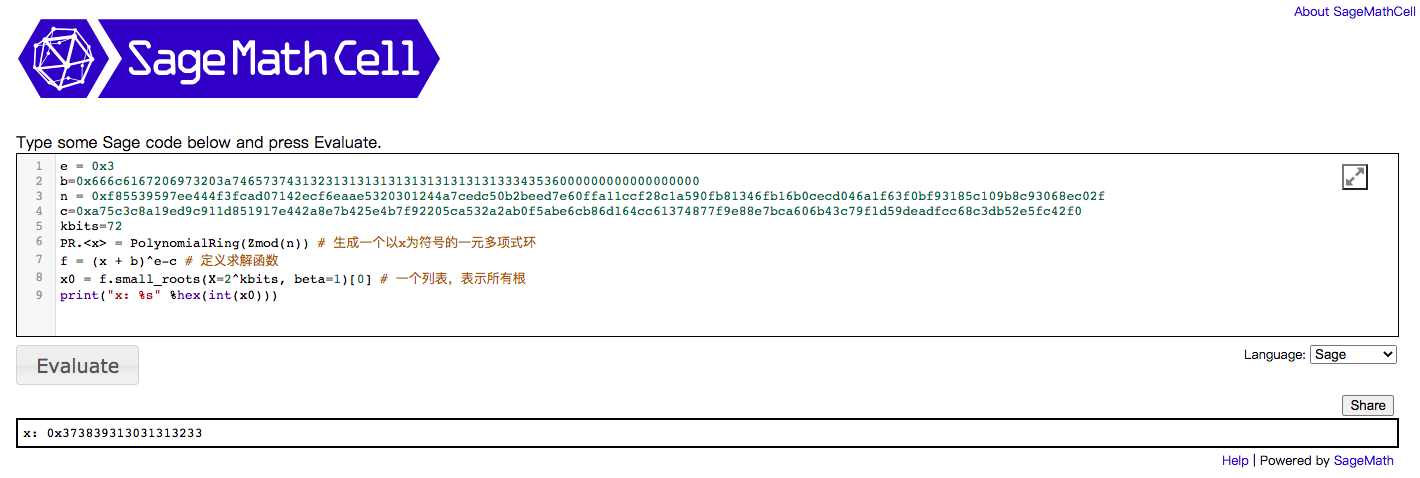 About SageMathCell
SageMathCell
Type some Sage code below and press Evaluate.
1 e = 0x3
2 b=0x666c6167206973203a746573743132313131313131313131313131313133343536000000000000000000
3 n = 0xf85539597ee444f3fcad07142ecf6eaae5320301244a7cedc50b2beed7e60ffa11ccf28c1a590fb81346fb16b0cecd046a1f63f0bf93185c109b8c93068ec02f
4 c=0xa75c3c8a19ed9c911d851917e442a8e7b425e4b7f92205ca532a2ab0f5abe6cb86d164cc61374877f9e88e7bca606b43c79f1d59deadfcc68c3db52e5fc42f0
5 kbits=72
6 PR.<x> = PolynomialRing(Zmod(n)) # 生成一个以x为符号的一元多项式环
7 f = (x + b)^e-c # 定义求解函数
8 x0 = f.small_roots(X=2^kbits, beta=1)[0] # 一个列表，表示所有根
9 print("x: %s" %hex(int(x0)))
Evaluate
Language: Sage
Share
x: 0x373839313031313233
Help | Powered by SageMath